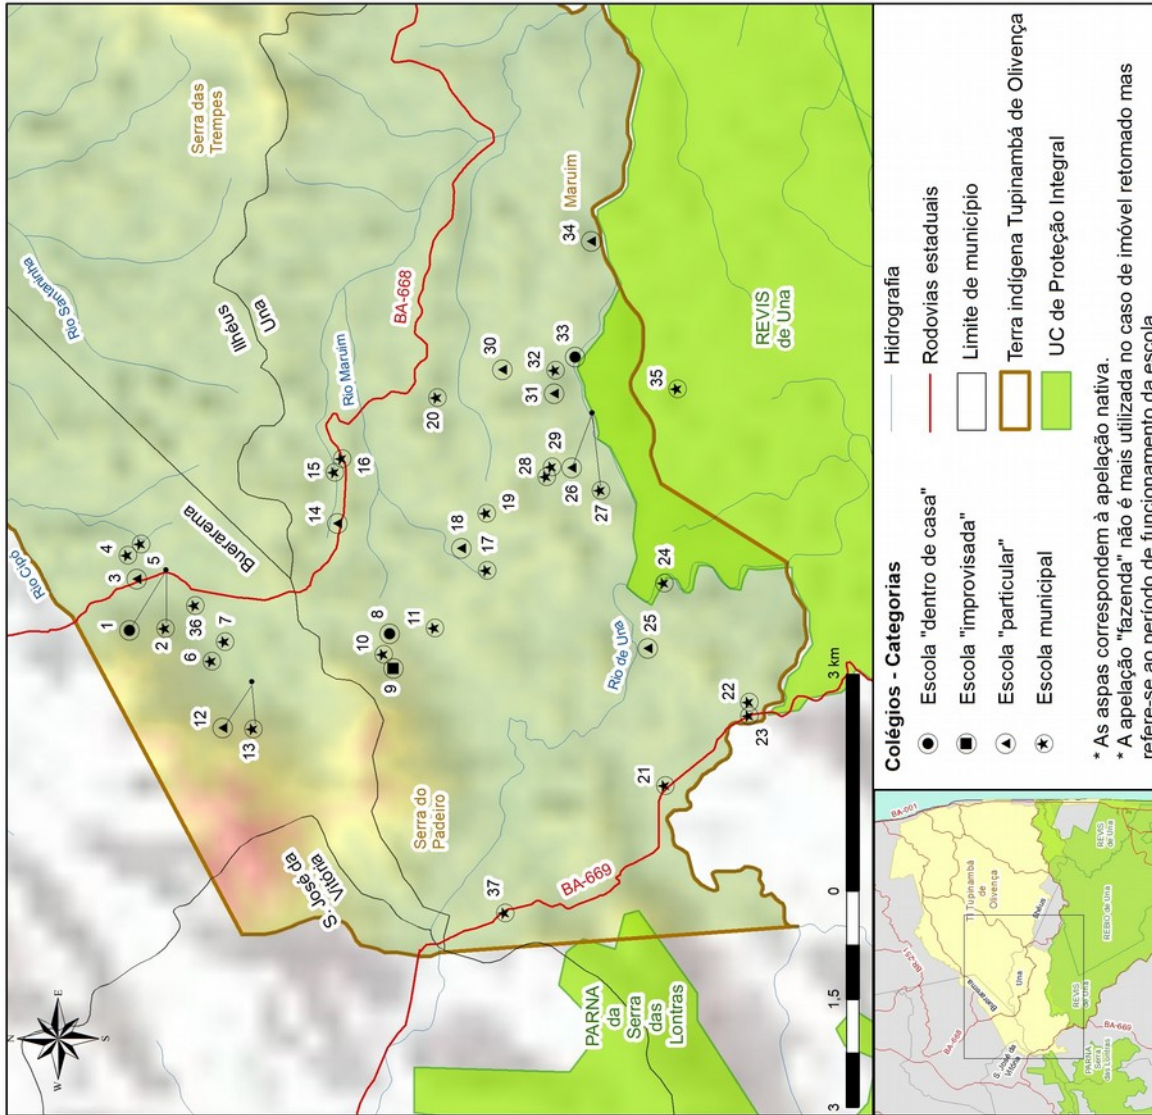 Rio Cipó
Rio Santaninha
Serra das
Trempes
Buerarema
Ilhéus
Una
BA-668
Rio Maruim
Maruim
Serra do
Padeiro
S. José da
Vitória
BA-669
Rio de Una
REVIS
de Una
PARNA
da
Serra
das
Lontras
1
2
3
4
5
36
6
7
12
13
8
9
10
11
14
15
16
17
18
19
20
21
22
23
24
25
26
27
28
29
30
31
32
33
34
35
37
N
E
S
W
3
1,5
0
3 km
Colégios - Categorias
Escola "dentro de casa"
Escola "improvisada"
Escola "particular"
Escola municipal
Hidrografia
Rodovias estaduais
Limite de município
Terra indígena Tupinambá de Olivença
UC de Proteção Integral
* As aspas correspondem à apelação nativa.
* A apelação "fazenda" não é mais utilizada no caso de imóvel retomado mas
refere-se ao período de funcionamento da escola
BA-001
BR-251
BA-668
Buerarema
TI Tupinambá
de
Olivença
Ilhéus
Una
S. José da
Vitória
REVIS
de Una
REBIO de Una
REVIS
de Una
BA-669
PARNA
Serra
das Lontras